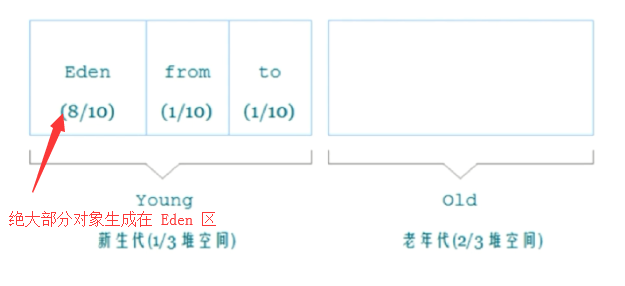 Eden from to
(8/10) (1/10) (1/10)
绝大部分对象生成在 Eden 区
Young Old
新生代(1/3堆空间) 老年代(2/3堆空间)